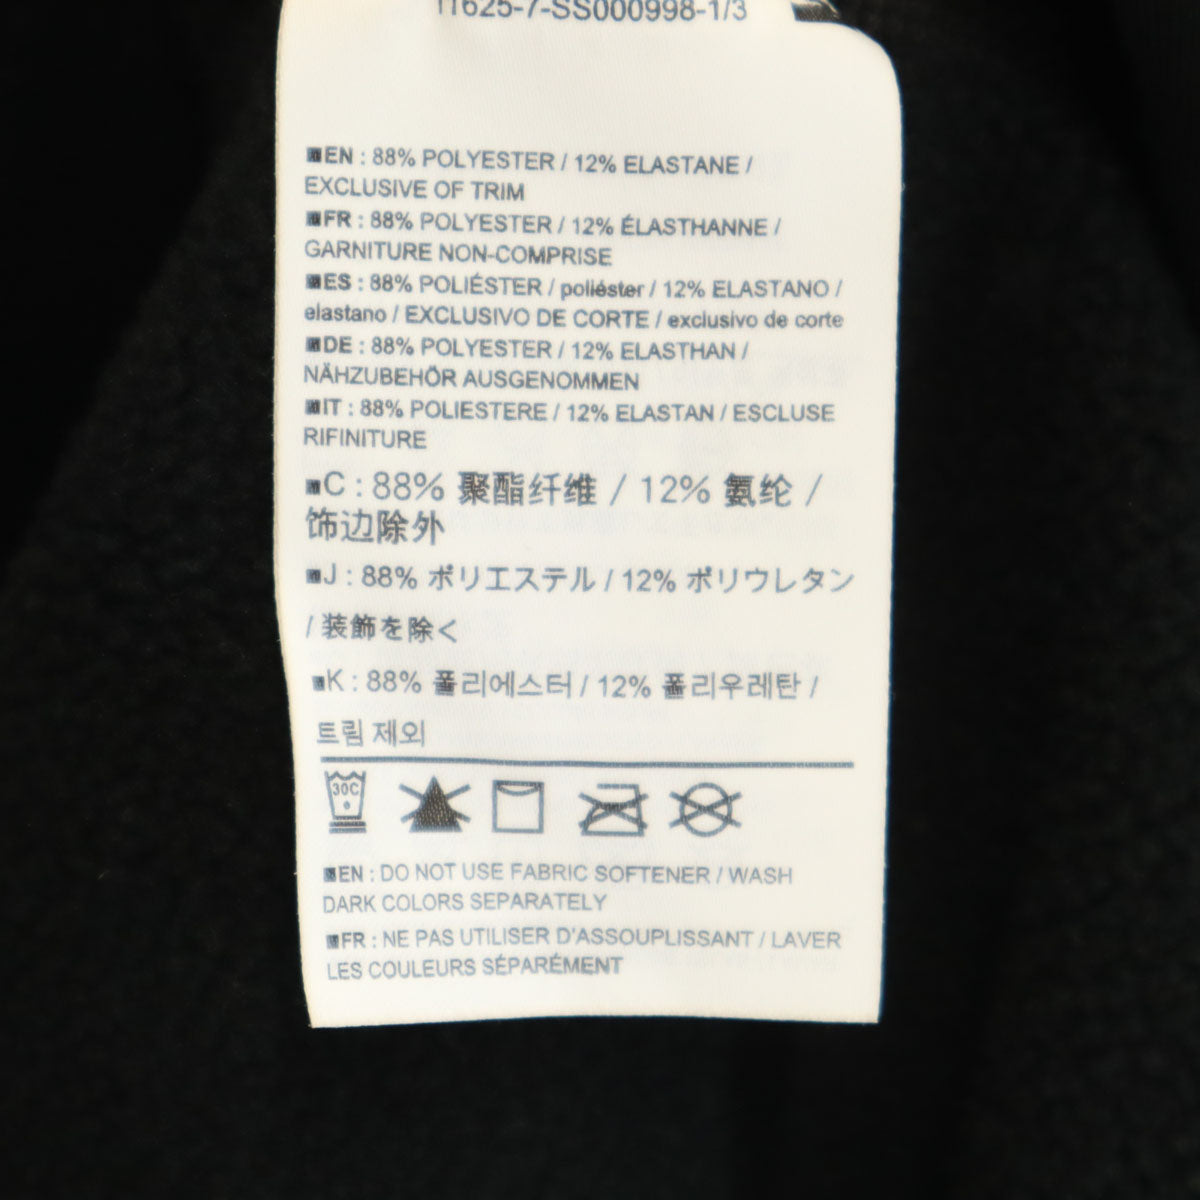 11625-7-SS000998-1/3
EN : 88% POLYESTER / 12% ELASTANE /
EXCLUSIVE OF TRIM
FR : 88% POLYESTER / 12% ÉLASTHANNE /
GARNITURE NON-COMPRISE
ES : 88% POLIÉSTER / poliéster / 12% ELASTANO /
elastano / EXCLUSIVO DE CORTE / exclusivo de corte
DE : 88% POLYESTER / 12% ELASTHAN /
NÄHZUBEHÖR AUSGENOMMEN
IT : 88% POLIESTERE / 12% ELASTAN / ESCLUSE
RIFINITURE
C : 88% 聚酯纤维 / 12% 氨纶 /
饰边除外
J : 88% ポリエステル / 12% ポリウレタン
/ 装飾を除く
K : 88% 폴리에스터 / 12% 폴리우레탄 /
트림 제외
30C
EN : DO NOT USE FABRIC SOFTENER / WASH
DARK COLORS SEPARATELY
FR : NE PAS UTILISER D'ASSOUPLISSANT / LAVER
LES COULEURS SÉPARÉMENT